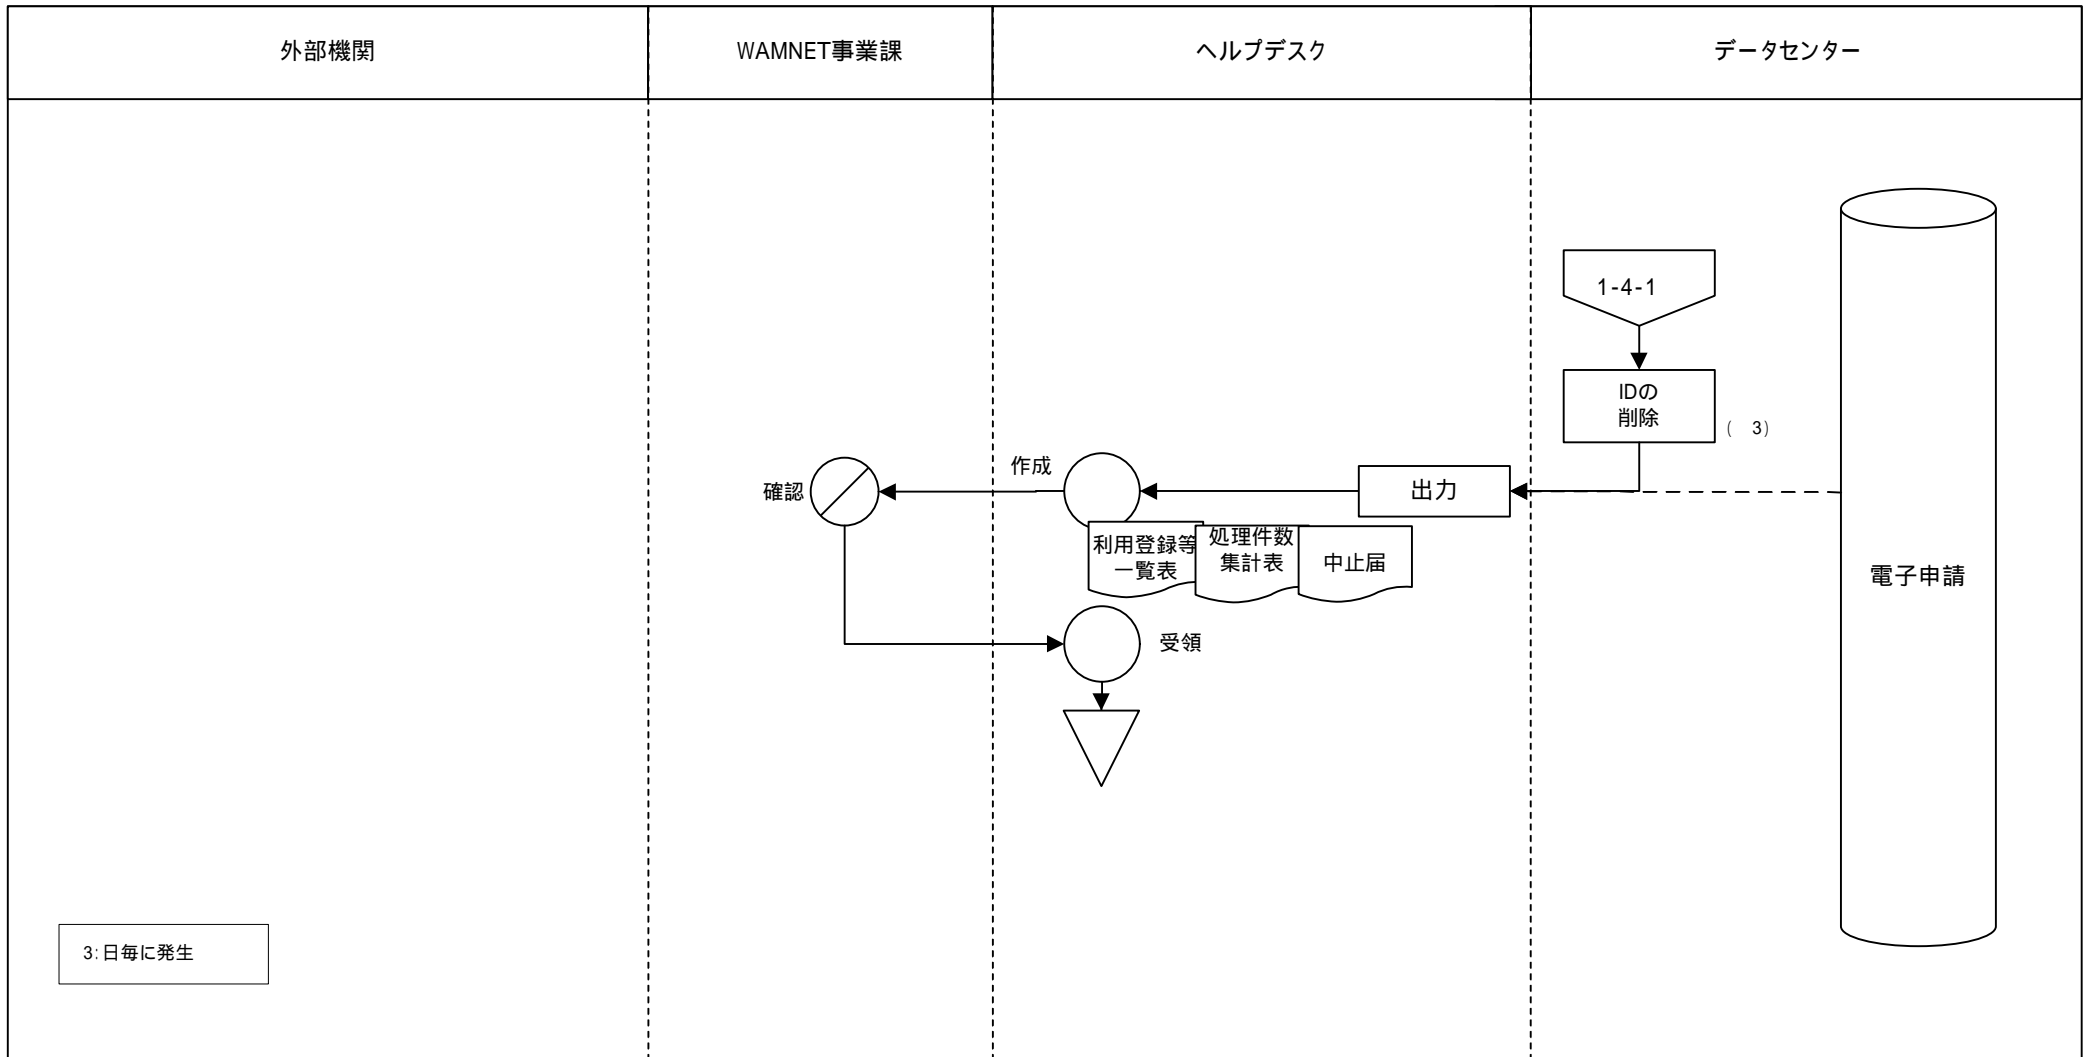 外部機関
WAMNET事業課
ヘルプデスク
データセンター
1-4-1
IDの
削除
( 3)
確認
作成
出力
利用登録等
一覧表
処理件数
集計表
中止届
電子申請
受領
3:日毎に発生